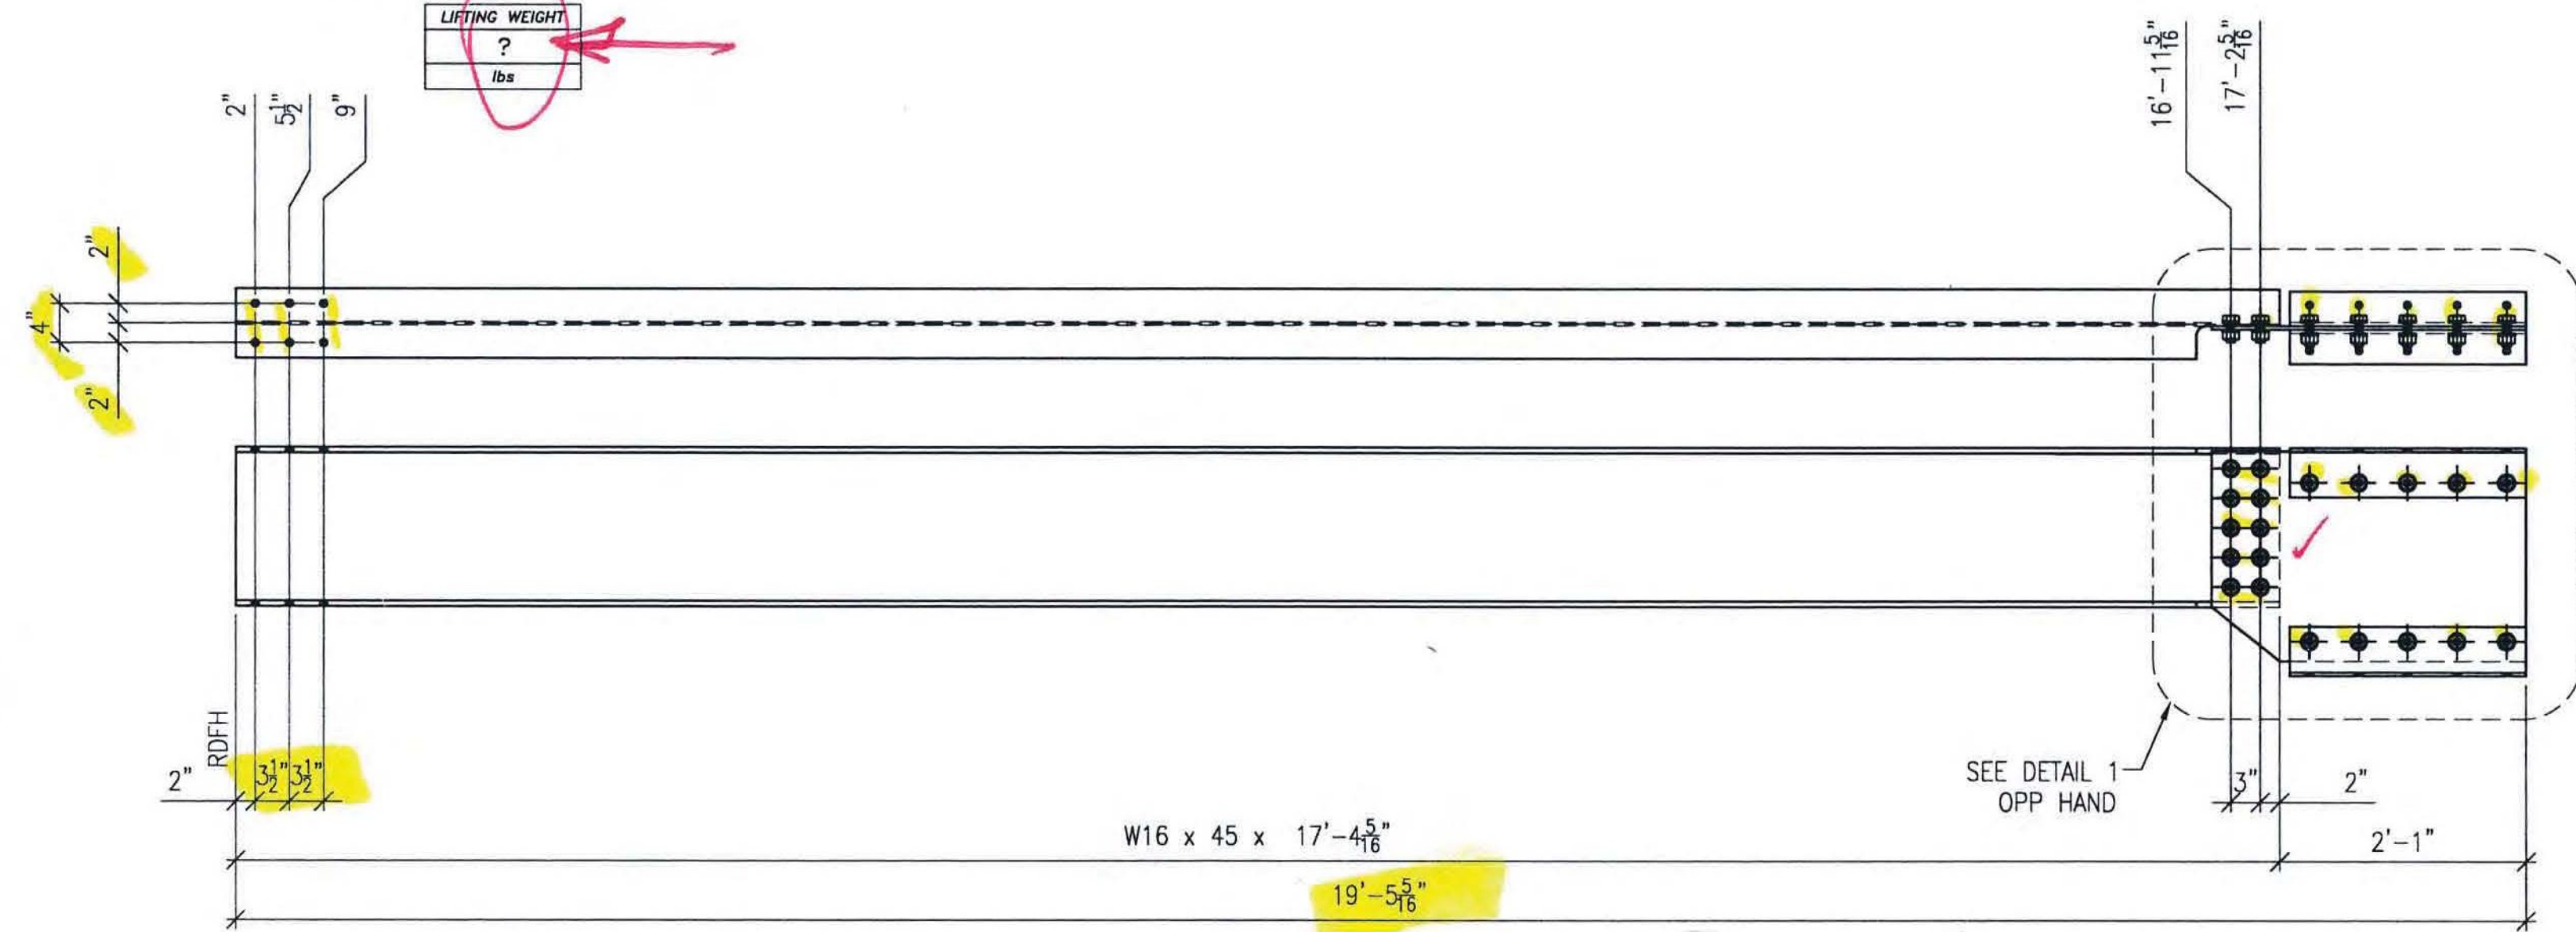 LIFTING WEIGHT
?
lbs
2"
5 1/2"
9"
16'-11 5/16"
17'-2 5/16"
2"
4"
2"
RDFH
2"
3 1/2"
3 1/2"
SEE DETAIL 1
OPP HAND
3"
2"
W16 x 45 x 17'-4 5/16"
2'-1"
19'-5 5/16"